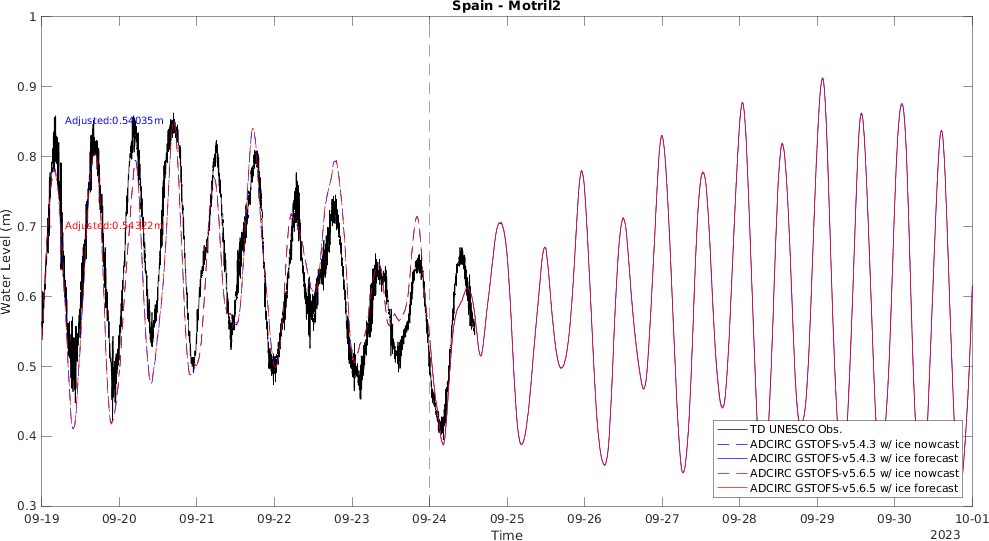 Spain - Motril2
1
0.9
0.8
0.7
0.6
0.5
0.4
0.3
Water Level (m)
Adjusted:0.54035m
Adjusted:0.54322m
TD UNESCO Obs.
ADCIRC GSTOFS-v5.4.3 w/ ice nowcast
ADCIRC GSTOFS-v5.4.3 w/ ice forecast
ADCIRC GSTOFS-v5.6.5 w/ ice nowcast
ADCIRC GSTOFS-v5.6.5 w/ ice forecast
09-19 09-20 09-21 09-22 09-23 09-24 09-25 09-26 09-27 09-28 09-29 09-30 10-01
Time
2023